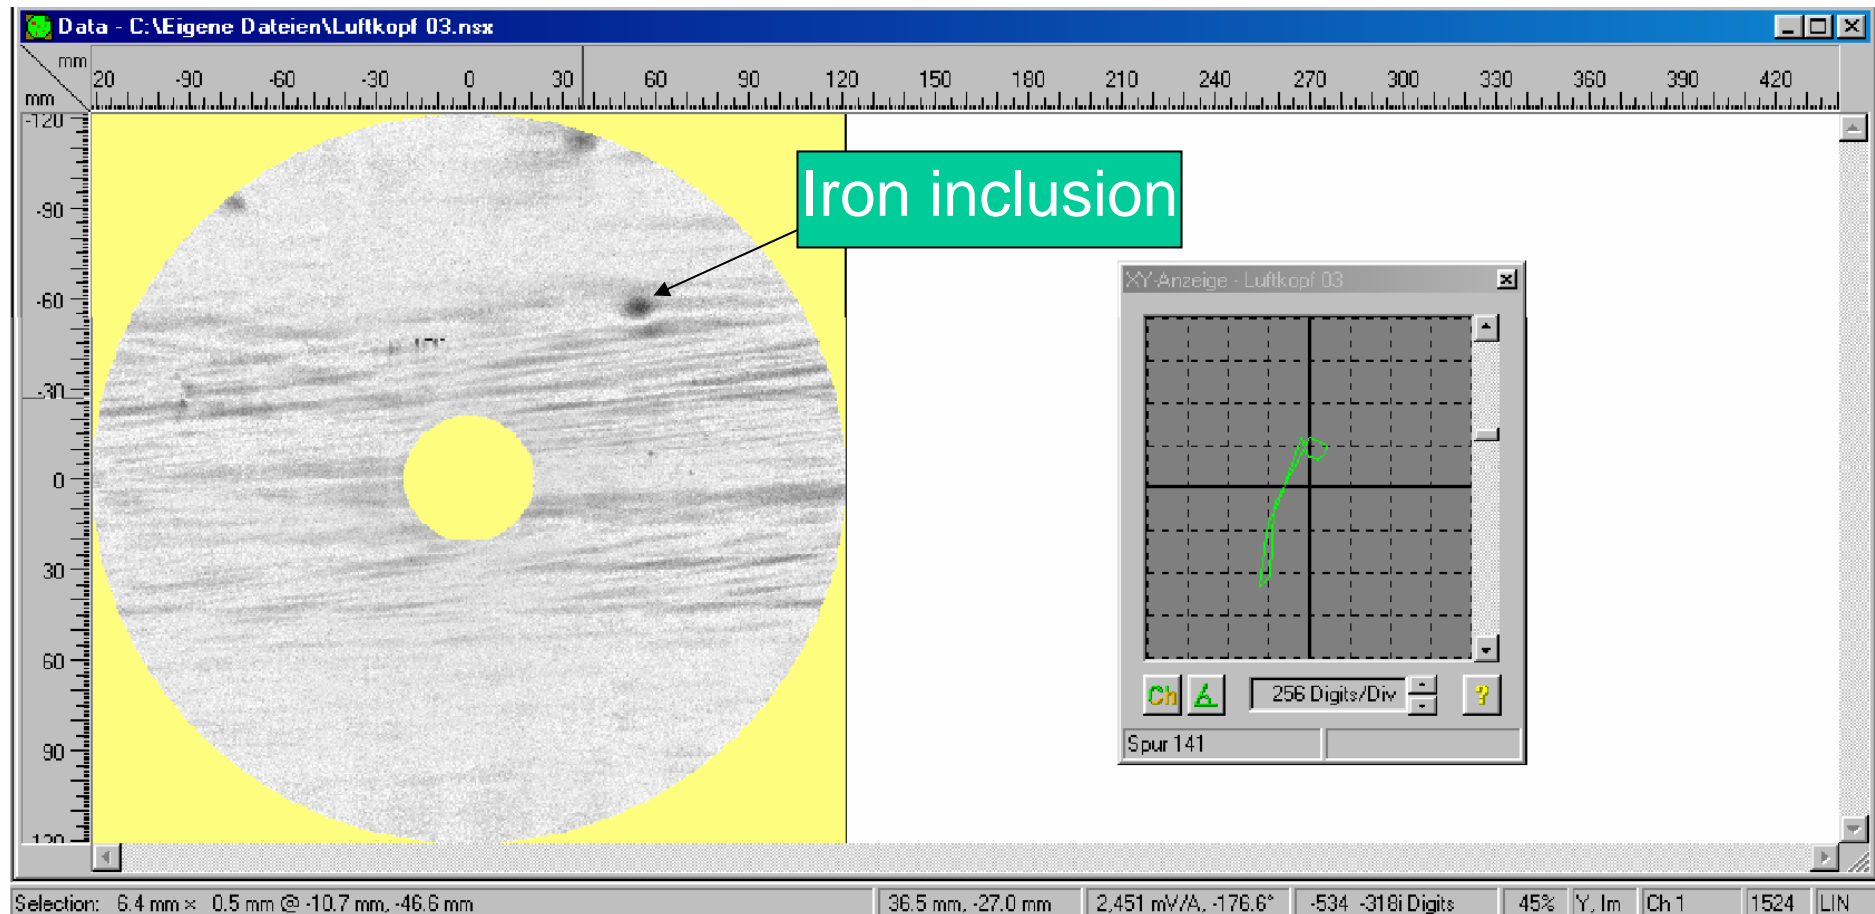 Data - C:\Eigene Dateien\Luftkopf 03.nsx
mm
20 -90 -60 -30 0 30 60 90 120 150 180 210 240 270 300 330 360 390 420
mm
-120
-90
-60
-30
0
30
60
90
120
Iron inclusion
XY-Anzeige - Luftkopf 03
Ch
256 Digits/Div
?
Spur 141
Selection: 6.4 mm × 0.5 mm @ -10.7 mm, -46.6 mm
36.5 mm, -27.0 mm
2,451 mV/A, -176.6°
-534 -318i Digits
45%
Y, Im
Ch 1
1524
LIN